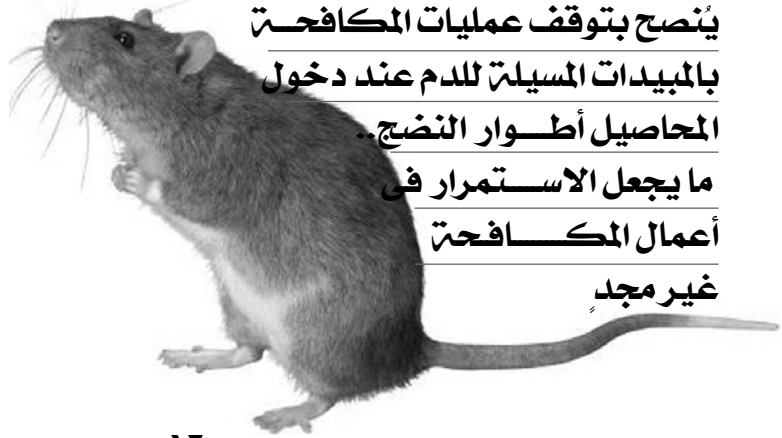 يُنصح بتوقف عمليات المكافحة
بالمبيدات المسيلة للدم عند دخول
المحاصيل أطوار النضج..
ما يجعل الاستمرار فى
أعمال المكافحة
غير مجدٍ